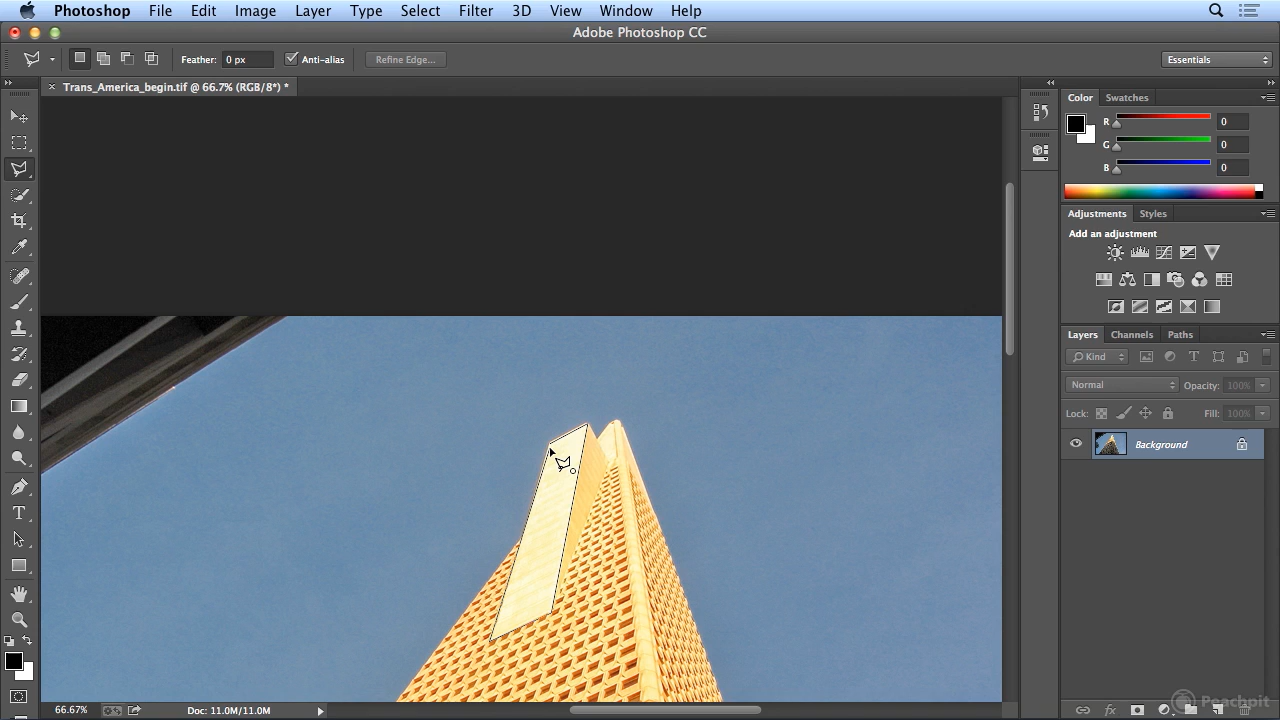 Photoshop File Edit Image Layer Type Select Filter 3D View Window Help
Adobe Photoshop CC
Feather: 0 px Anti-alias Refine Edge... Essentials
× Trans_America_begin.tif @ 66.7% (RGB/8*) *
Color Swatches
R 0
G 0
B 0
Adjustments Styles
Add an adjustment
Layers Channels Paths
Kind
Normal Opacity: 100%
Lock: Fill: 100%
Background
T
66.67% Doc: 11.0M/11.0M
Peachpit